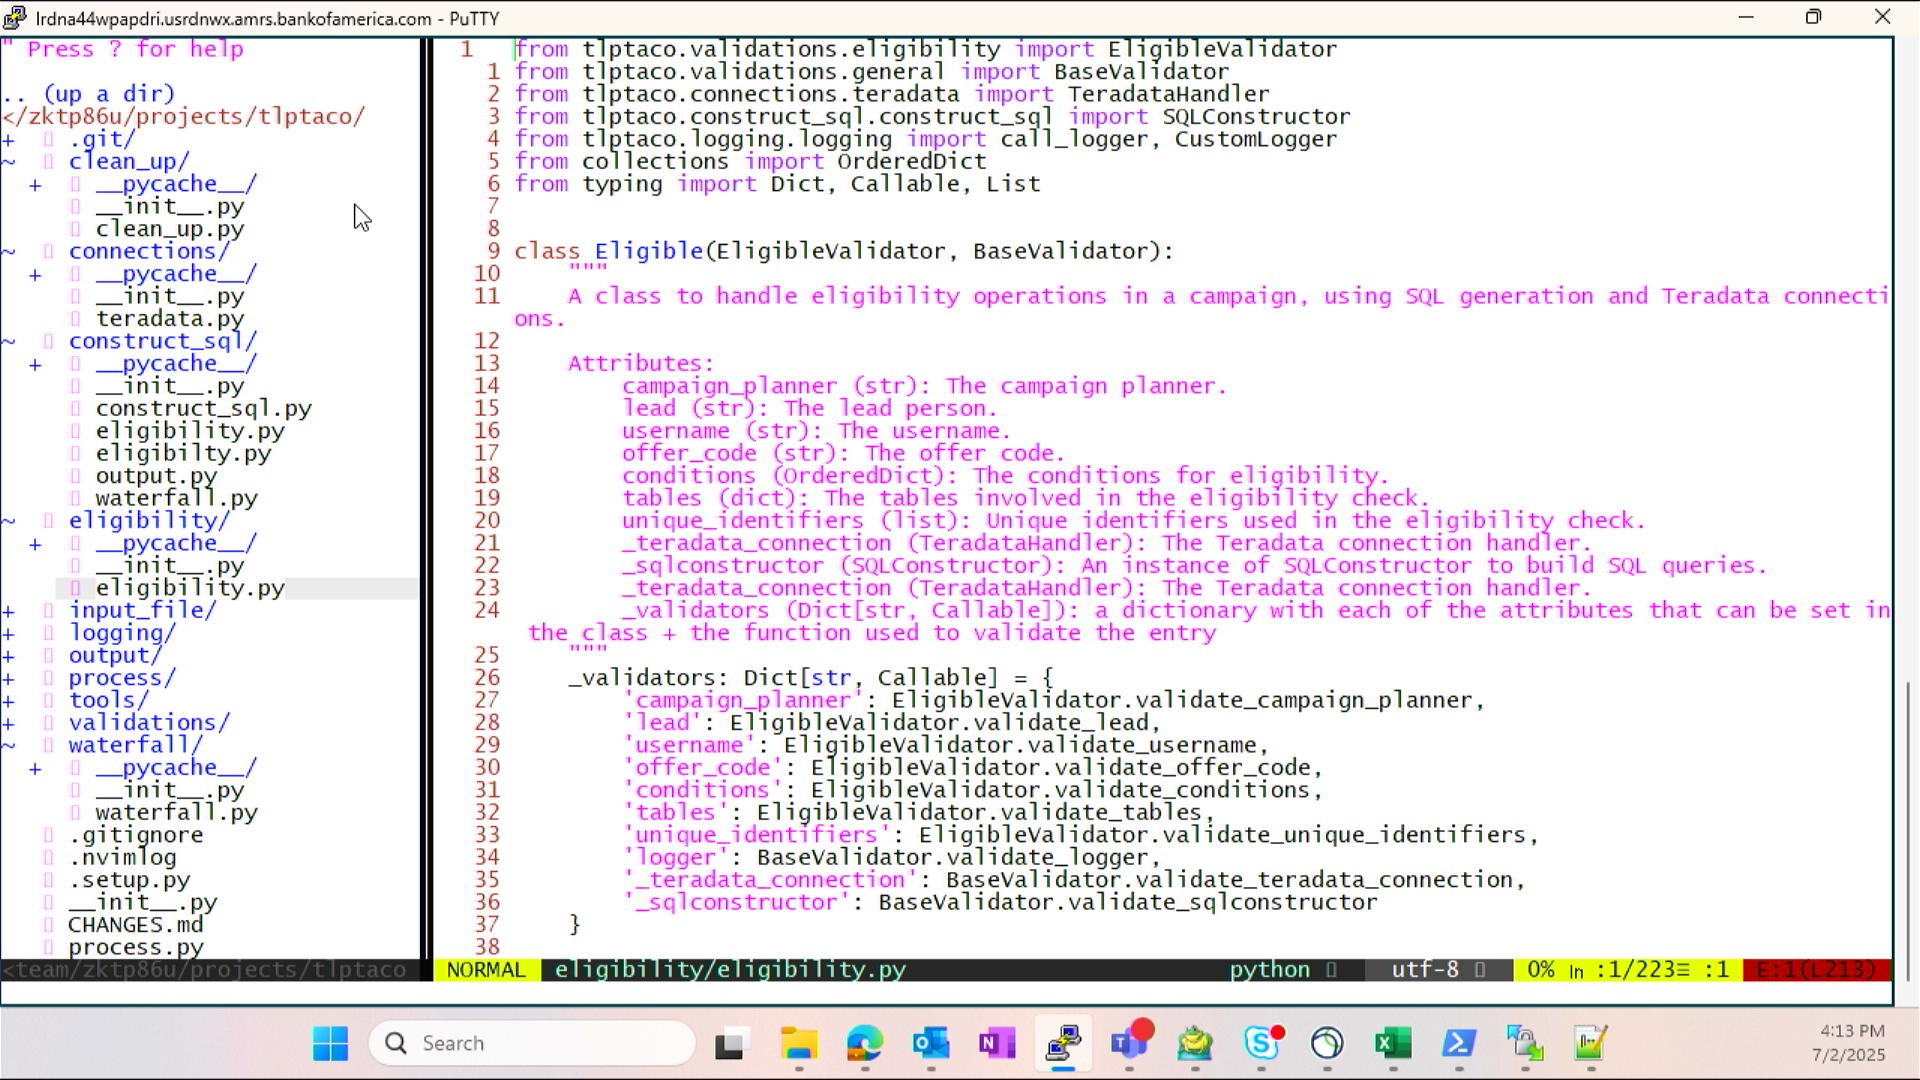 lrdna44wpapdri.usrdnwx.amrs.bankofamerica.com - PuTTY
" Press ? for help
.. (up a dir)
</zktp86u/projects/tlptaco/
+ .git/
~ clean_up/
+ __pycache__/
__init__.py
clean_up.py
~ connections/
+ __pycache__/
__init__.py
teradata.py
~ construct_sql/
+ __pycache__/
__init__.py
construct_sql.py
eligibility.py
eligibilty.py
output.py
waterfall.py
~ eligibility/
+ __pycache__/
__init__.py
eligibility.py
+ input_file/
+ logging/
+ output/
+ process/
+ tools/
+ validations/
~ waterfall/
+ __pycache__/
__init__.py
waterfall.py
.gitignore
.nvimlog
.setup.py
__init__.py
CHANGES.md
process.py
<team/zktp86u/projects/tlptaco
1 from tlptaco.validations.eligibility import EligibleValidator
1 from tlptaco.validations.general import BaseValidator
2 from tlptaco.connections.teradata import TeradataHandler
3 from tlptaco.construct_sql.construct_sql import SQLConstructor
4 from tlptaco.logging.logging import call_logger, CustomLogger
5 from collections import OrderedDict
6 from typing import Dict, Callable, List
7
8
9 class Eligible(EligibleValidator, BaseValidator):
10 """
11 A class to handle eligibility operations in a campaign, using SQL generation and Teradata connecti
ons.
12
13 Attributes:
14 campaign_planner (str): The campaign planner.
15 lead (str): The lead person.
16 username (str): The username.
17 offer_code (str): The offer code.
18 conditions (OrderedDict): The conditions for eligibility.
19 tables (dict): The tables involved in the eligibility check.
20 unique_identifiers (list): Unique identifiers used in the eligibility check.
21 _teradata_connection (TeradataHandler): The Teradata connection handler.
22 _sqlconstructor (SQLConstructor): An instance of SQLConstructor to build SQL queries.
23 _teradata_connection (TeradataHandler): The Teradata connection handler.
24 _validators (Dict[str, Callable]): a dictionary with each of the attributes that can be set in
the class + the function used to validate the entry
25 """
26 _validators: Dict[str, Callable] = {
27 'campaign_planner': EligibleValidator.validate_campaign_planner,
28 'lead': EligibleValidator.validate_lead,
29 'username': EligibleValidator.validate_username,
30 'offer_code': EligibleValidator.validate_offer_code,
31 'conditions': EligibleValidator.validate_conditions,
32 'tables': EligibleValidator.validate_tables,
33 'unique_identifiers': EligibleValidator.validate_unique_identifiers,
34 'logger': BaseValidator.validate_logger,
35 '_teradata_connection': BaseValidator.validate_teradata_connection,
36 '_sqlconstructor': BaseValidator.validate_sqlconstructor
37 }
38
NORMAL eligibility/eligibility.py python utf-8 0% ln :1/223≡ :1 E:1(L213)
Search
4:13 PM
7/2/2025